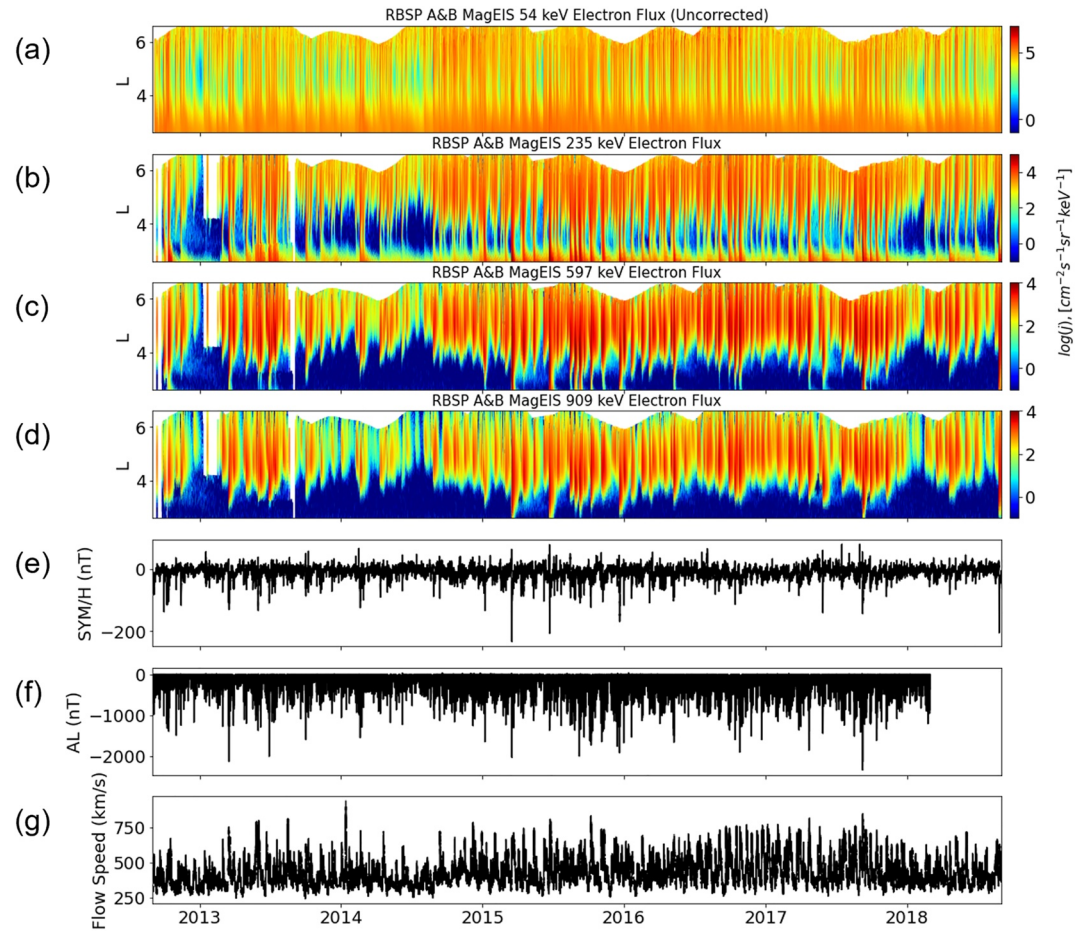 RBSP A&B MagEIS 54 keV Electron Flux (Uncorrected)
(a)
L
6
4
5
0
RBSP A&B MagEIS 235 keV Electron Flux
(b)
L
6
4
4
2
0
RBSP A&B MagEIS 597 keV Electron Flux
(c)
L
6
4
4
2
0
log(j), [cm⁻²s⁻¹sr⁻¹keV⁻¹]
RBSP A&B MagEIS 909 keV Electron Flux
(d)
L
6
4
4
2
0
(e)
SYM/H (nT)
0
−200
(f)
AL (nT)
0
−1000
−2000
(g)
Flow Speed (km/s)
750
500
250
2013 2014 2015 2016 2017 2018